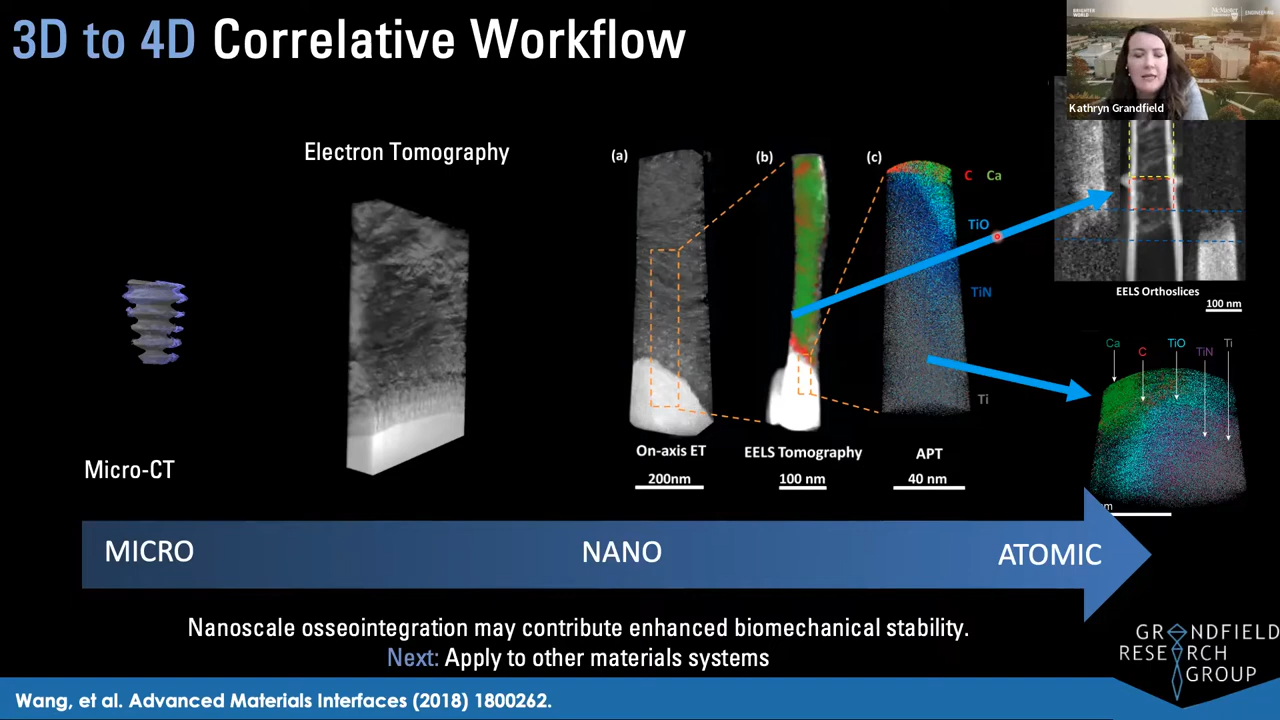 3D to 4D Correlative Workflow
BRIGHTER
WORLD
ENGINEERING
Kathryn Grandfield
Electron Tomography
(a)
(b)
(c)
C Ca
TiO
TiN
Ti
EELS Orthoslices
100 nm
Ca
C
TiO
TiN
Ti
Micro-CT
On-axis ET
200nm
EELS Tomography
100 nm
APT
40 nm
MICRO
NANO
ATOMIC
Nanoscale osseointegration may contribute enhanced biomechanical stability.
Next: Apply to other materials systems
GRANDFIELD
RESEARCH
GROUP
Wang, et al. Advanced Materials Interfaces (2018) 1800262.